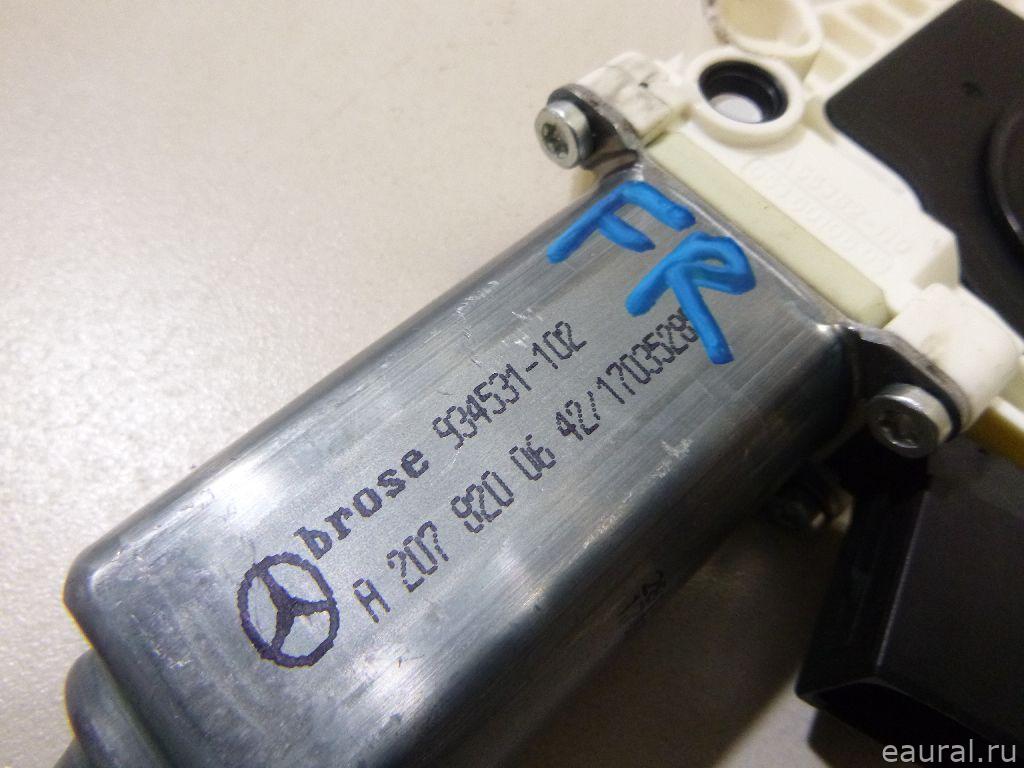 FR
brose 934531-102
A 207 820 06 42/1703528
eaural.ru